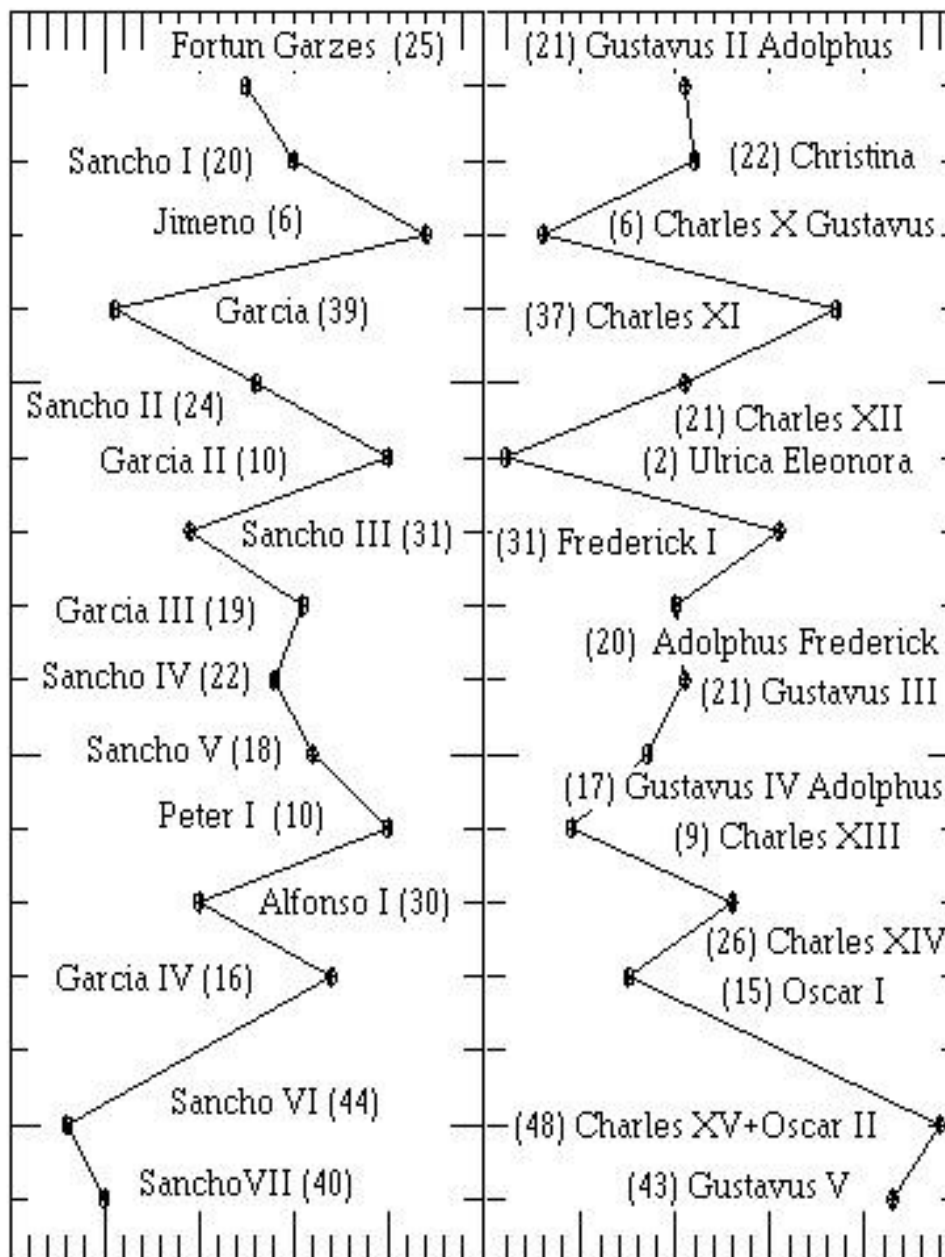 Fortun Garzes (25)
Sancho I (20)
Jimeno (6)
Garcia (39)
Sancho II (24)
Garcia II (10)
Sancho III (31)
Garcia III (19)
Sancho IV (22)
Sancho V (18)
Peter I (10)
Alfonso I (30)
Garcia IV (16)
Sancho VI (44)
SanchoVII (40)
(21) Gustavus II Adolphus
(22) Christina
(6) Charles X Gustavus
(37) Charles XI
(21) Charles XII
(2) Ulrica Eleonora
(31) Frederick I
(20) Adolphus Frederick
(21) Gustavus III
(17) Gustavus IV Adolphus
(9) Charles XIII
(26) Charles XIV
(15) Oscar I
(48) Charles XV+Oscar II
(43) Gustavus V